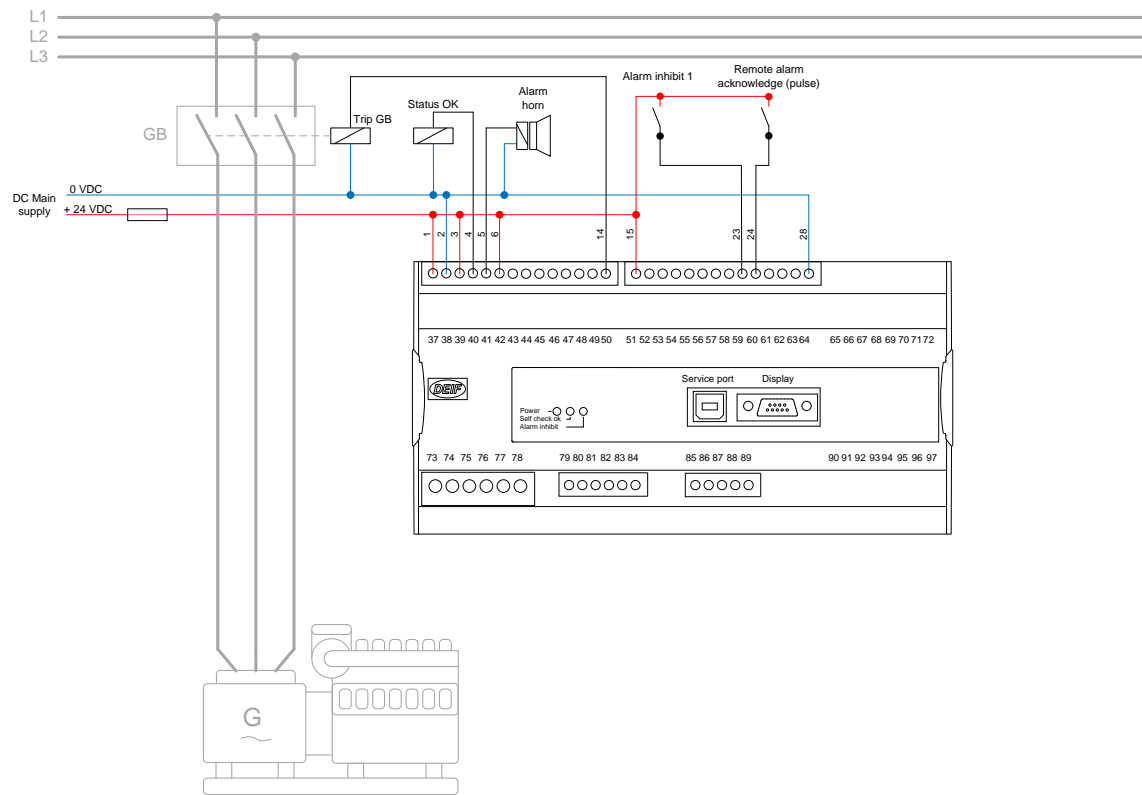 L1
L2
L3
GB
Trip GB
Status OK
Alarm
horn
Alarm inhibit 1
Remote alarm
acknowledge (pulse)
DC Main
supply
0 VDC
+ 24 VDC
1 2 3 4 5 6 14 15 23 24 28
37 38 39 40 41 42 43 44 45 46 47 48 49 50 51 52 53 54 55 56 57 58 59 60 61 62 63 64 65 66 67 68 69 70 71 72
DEIF
Service port Display
Power
Self check ok
Alarm inhibit
73 74 75 76 77 78 79 80 81 82 83 84 85 86 87 88 89 90 91 92 93 94 95 96 97
G